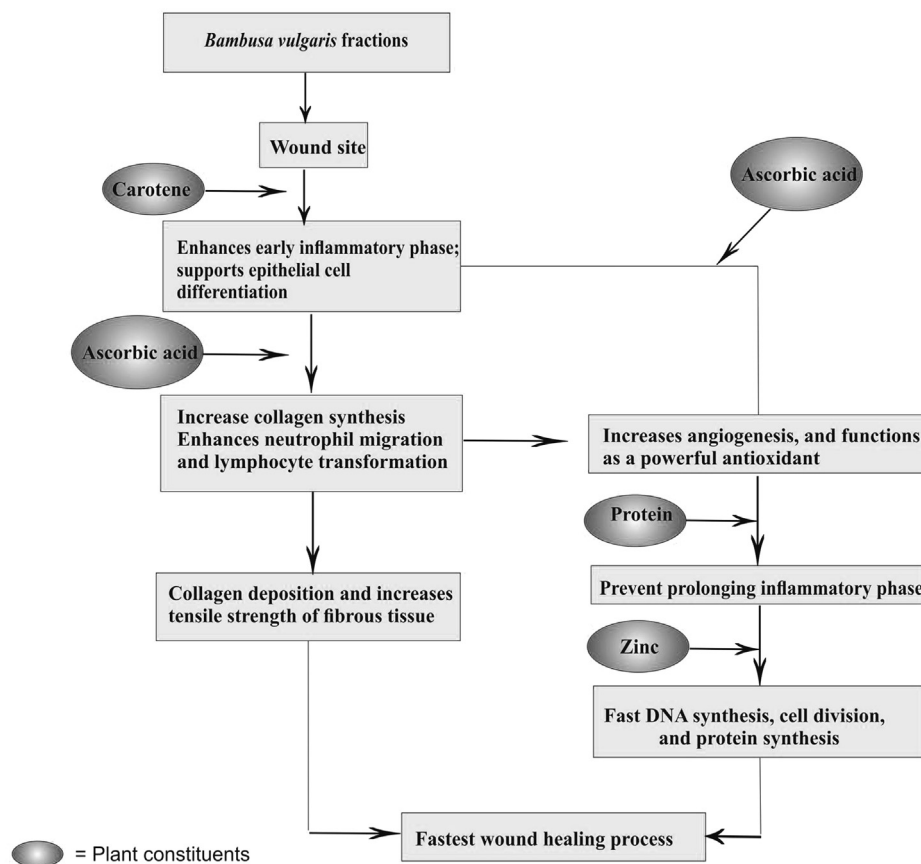 Bambusa vulgaris fractions
Wound site
Carotene
Ascorbic acid
Enhances early inflammatory phase;
supports epithelial cell
differentiation
Ascorbic acid
Increase collagen synthesis
Enhances neutrophil migration
and lymphocyte transformation
Increases angiogenesis, and functions
as a powerful antioxidant
Protein
Collagen deposition and increases
tensile strength of fibrous tissue
Prevent prolonging inflammatory phase
Zinc
Fast DNA synthesis, cell division,
and protein synthesis
Fastest wound healing process
= Plant constituents